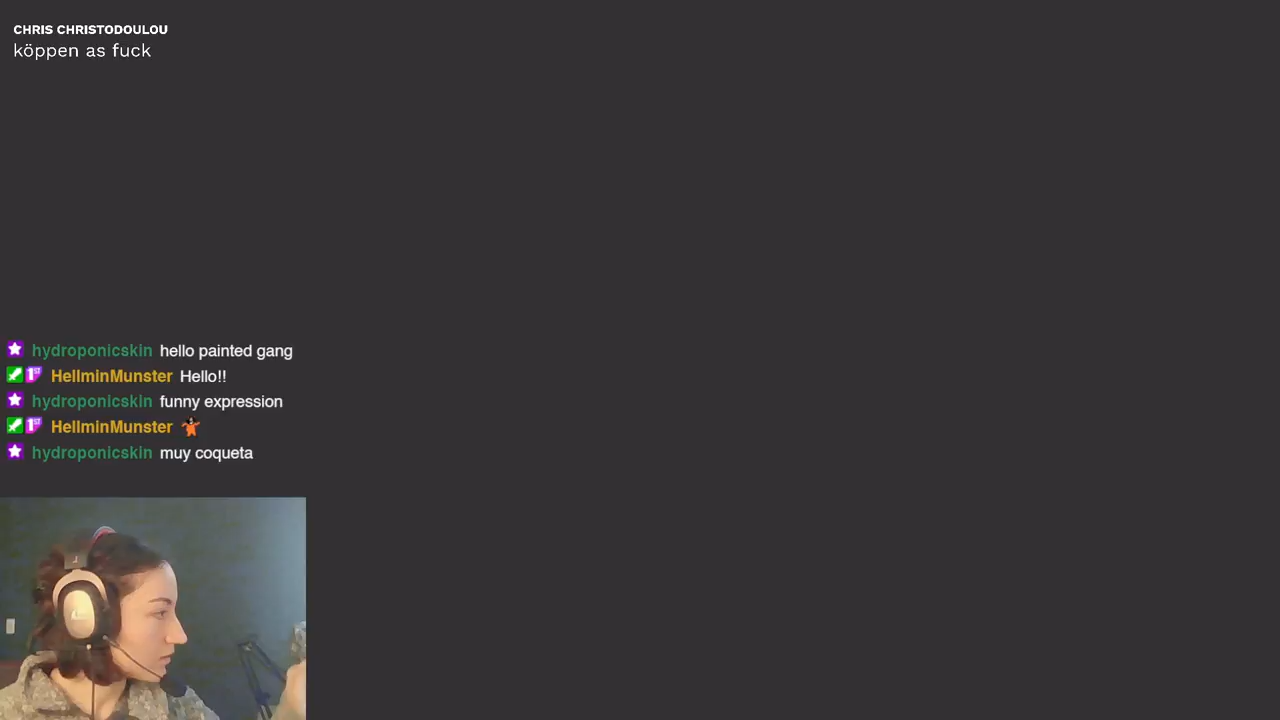 CHRIS CHRISTODOULOU
köppen as fuck
hydroponicskin hello painted gang
HellminMunster Hello!!
hydroponicskin funny expression
HellminMunster
hydroponicskin muy coqueta